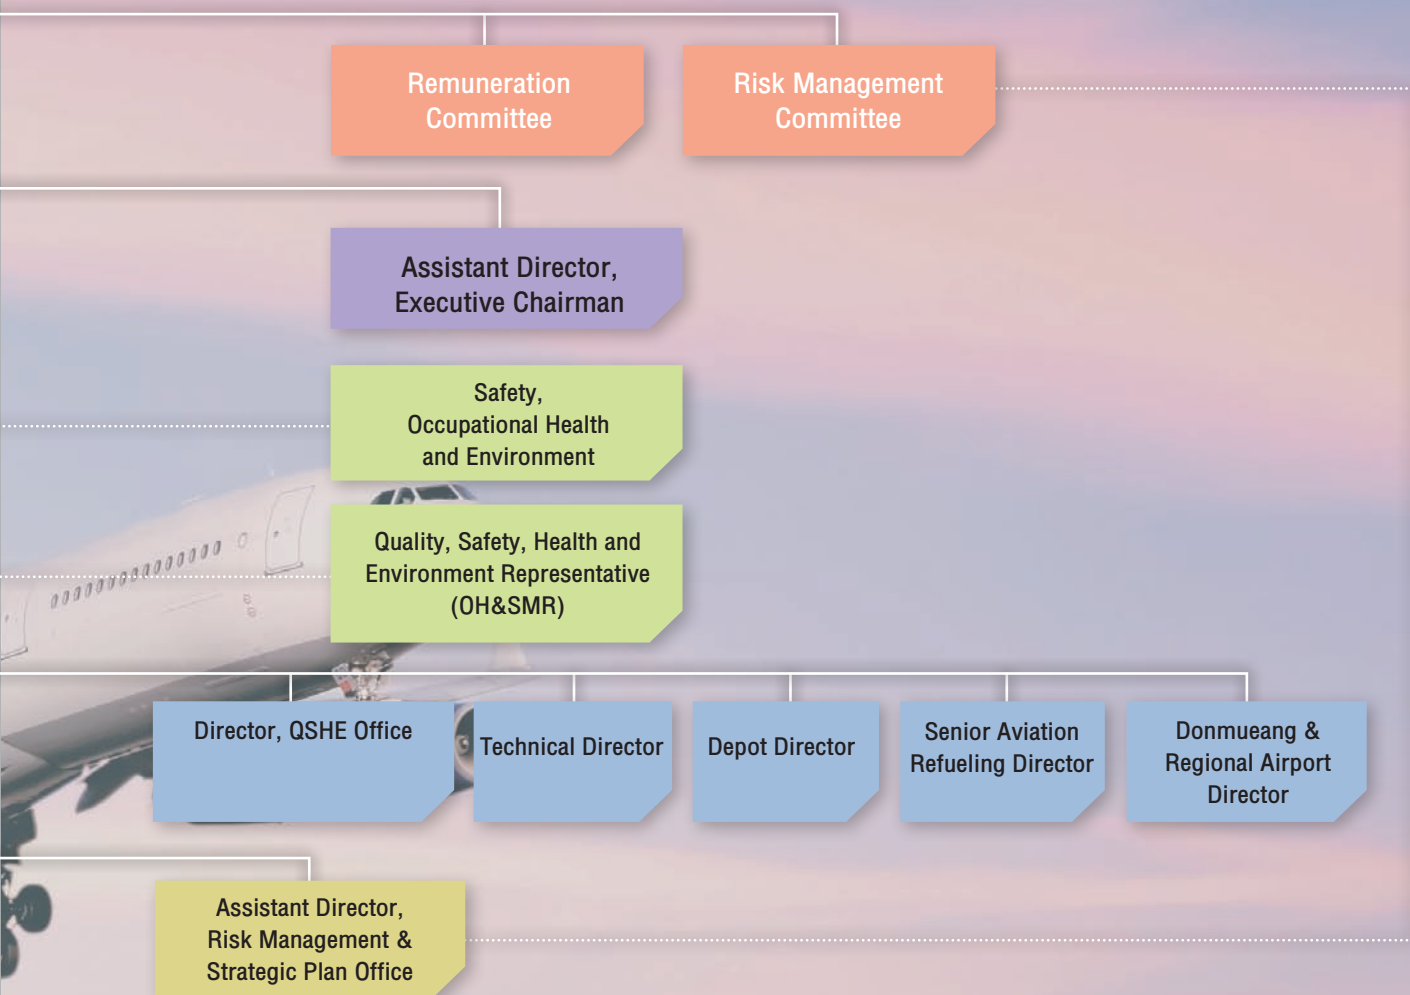 Remuneration
Committee
Risk Management
Committee
Assistant Director,
Executive Chairman
Safety,
Occupational Health
and Environment
Quality, Safety, Health and
Environment Representative
(OH&SMR)
Director, QSHE Office
Technical Director
Depot Director
Senior Aviation
Refueling Director
Donmueang &
Regional Airport
Director
Assistant Director,
Risk Management &
Strategic Plan Office